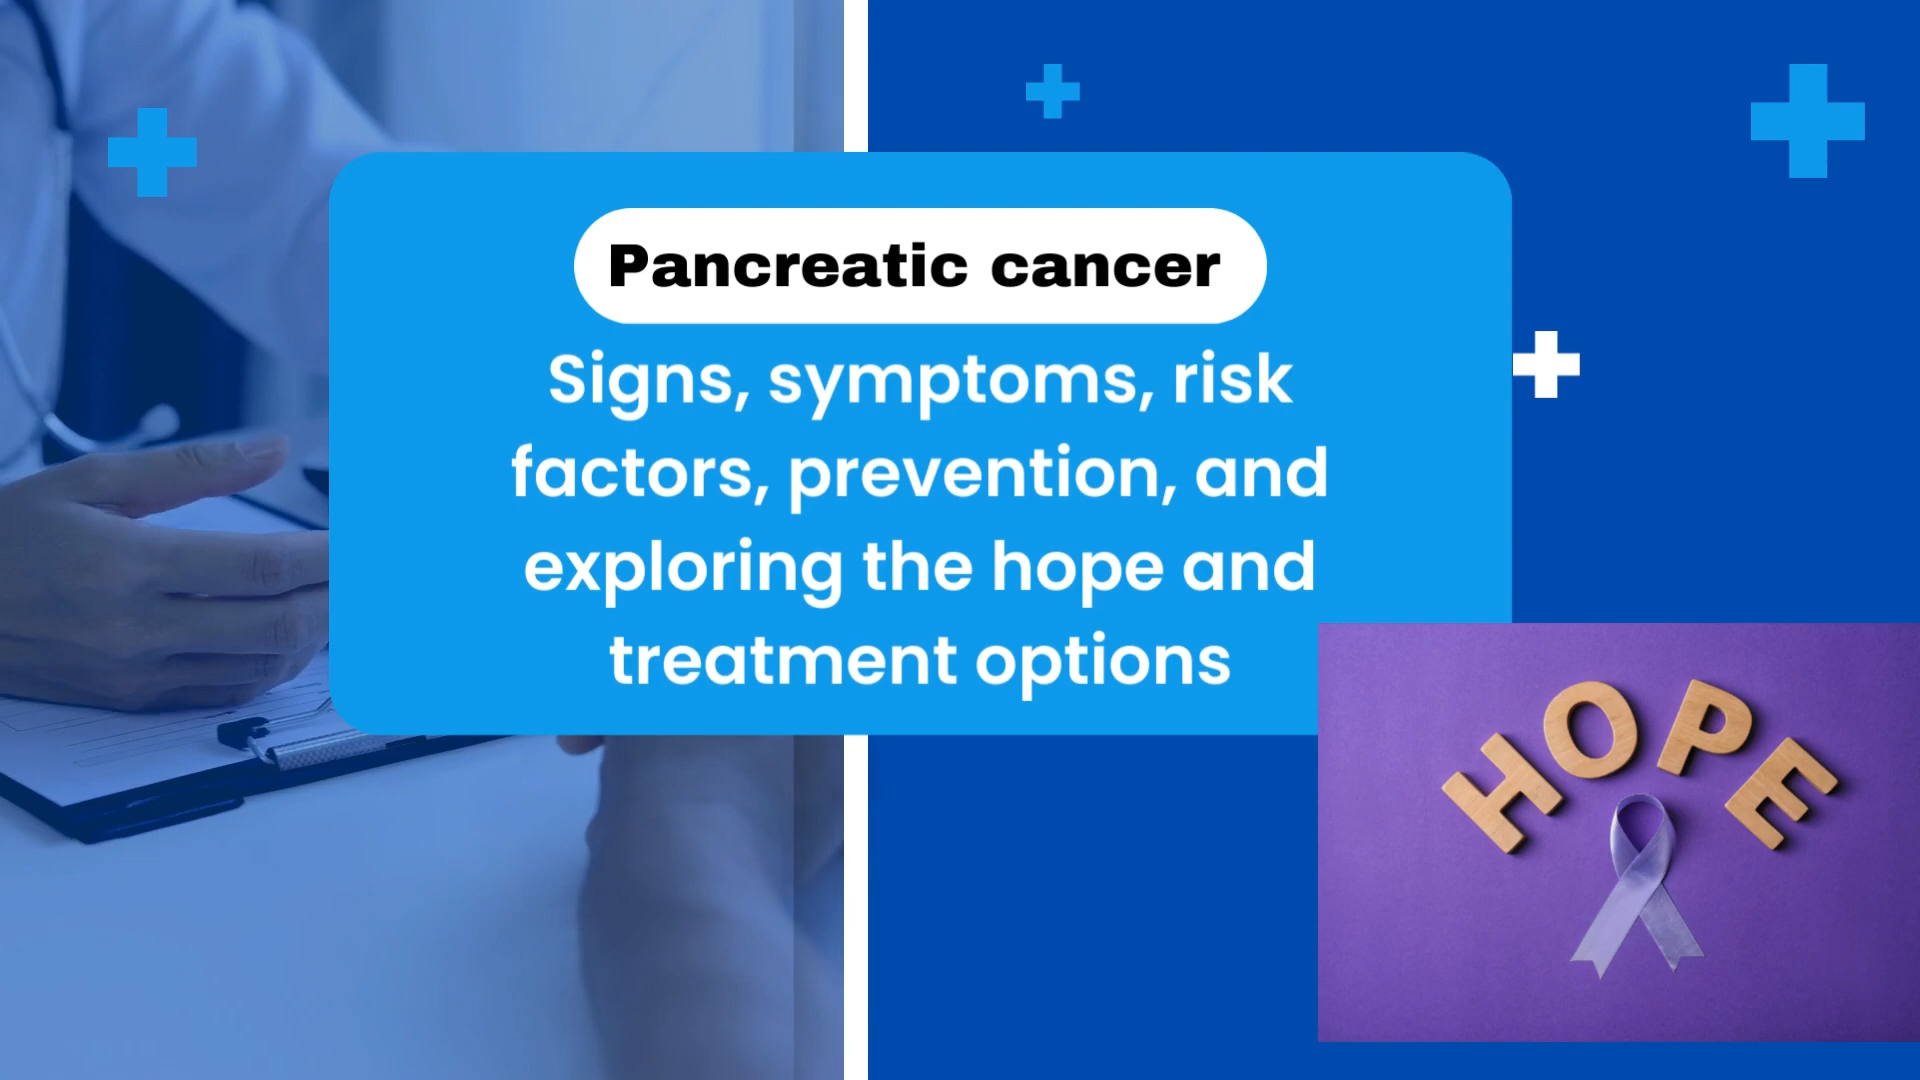 Pancreatic cancer
Signs, symptoms, risk
factors, prevention, and
exploring the hope and
treatment options
HOPE